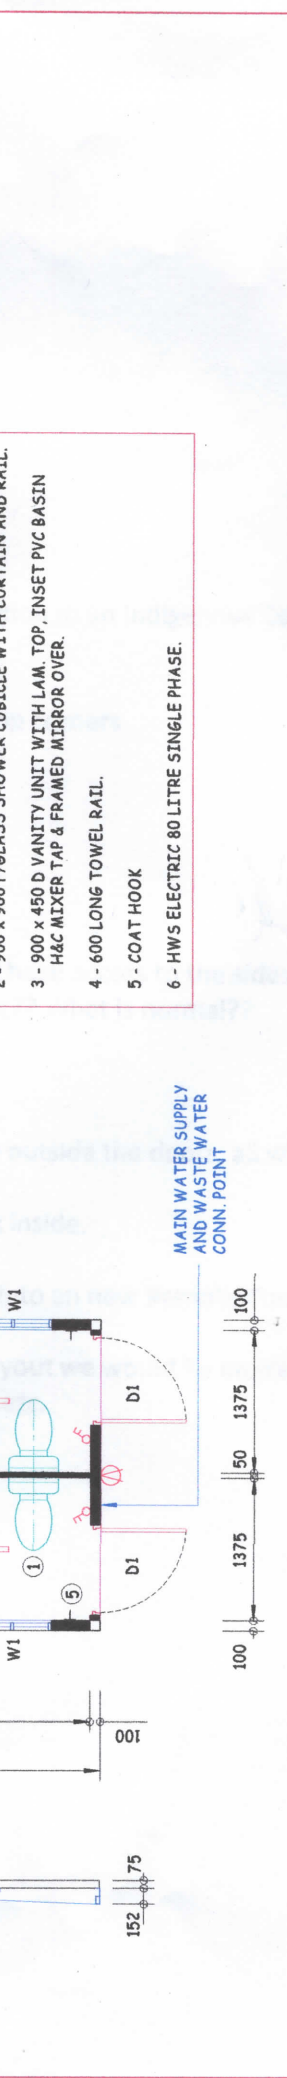 2 - 900 x 900 F/GLASS SHOWER CUBICLE WITH CURTAIN AND RAIL.
3 - 900 x 450 D VANITY UNIT WITH LAM. TOP, INSET PVC BASIN
H&C MIXER TAP & FRAMED MIRROR OVER.
4 - 600 LONG TOWEL RAIL.
5 - COAT HOOK
6 - HWS ELECTRIC 80 LITRE SINGLE PHASE.
MAIN WATER SUPPLY
AND WASTE WATER
CONN. POINT
W1
W1
1
5
5
D1
D1
100
1375
50
1375
100
100
152
75